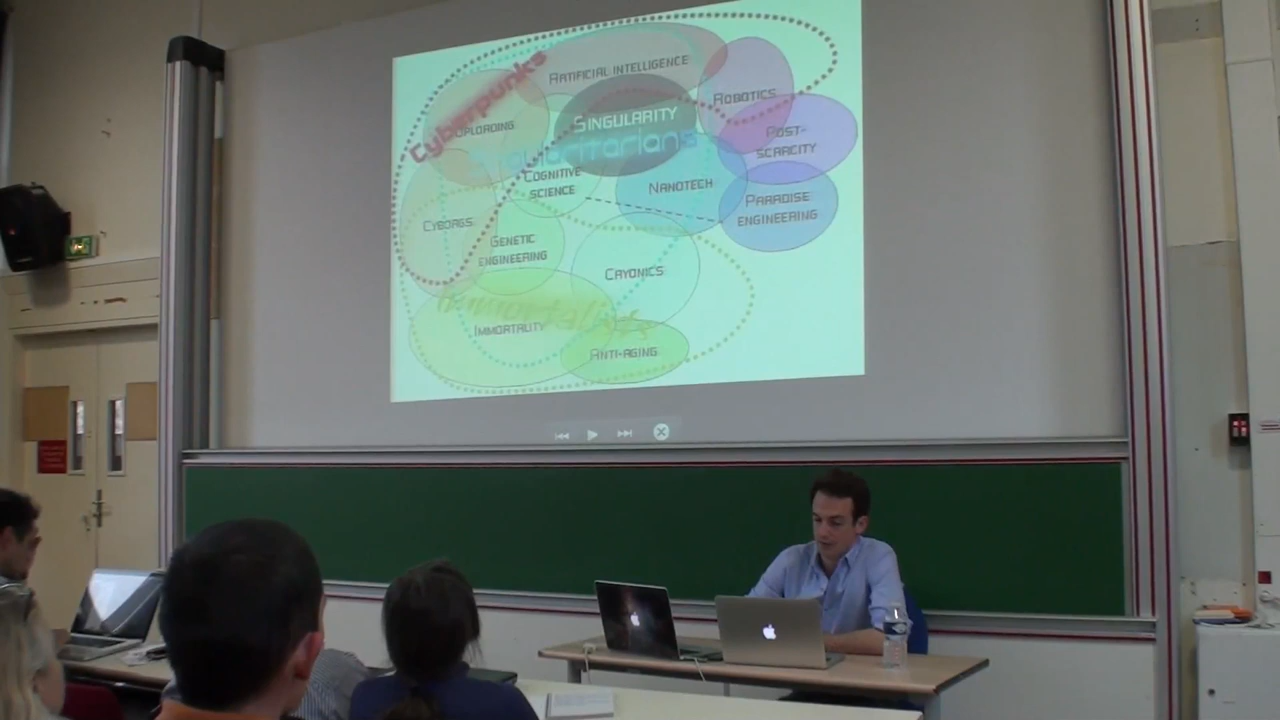 Cyberpunks
Artificial intelligence
Robotics
Singularity
Uploading
Post-
scarcity
Cognitive
science
Nanotech
Paradise
engineering
Cyborgs
Genetic
engineering
Cryonics
Immortality
Anti-aging